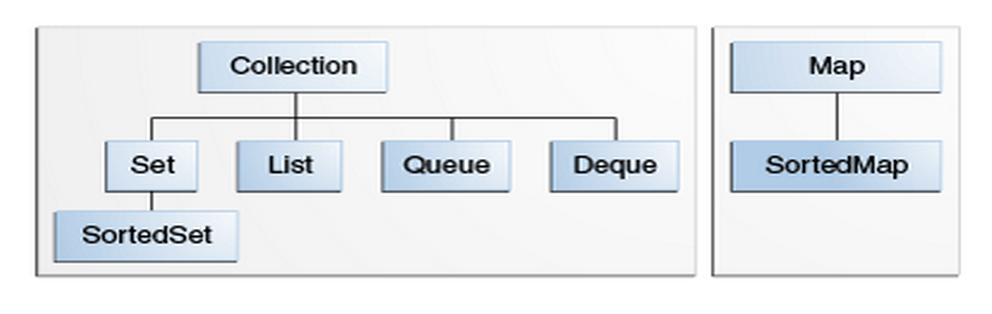 Collection
Map
Set
List
Queue
Deque
SortedMap
SortedSet